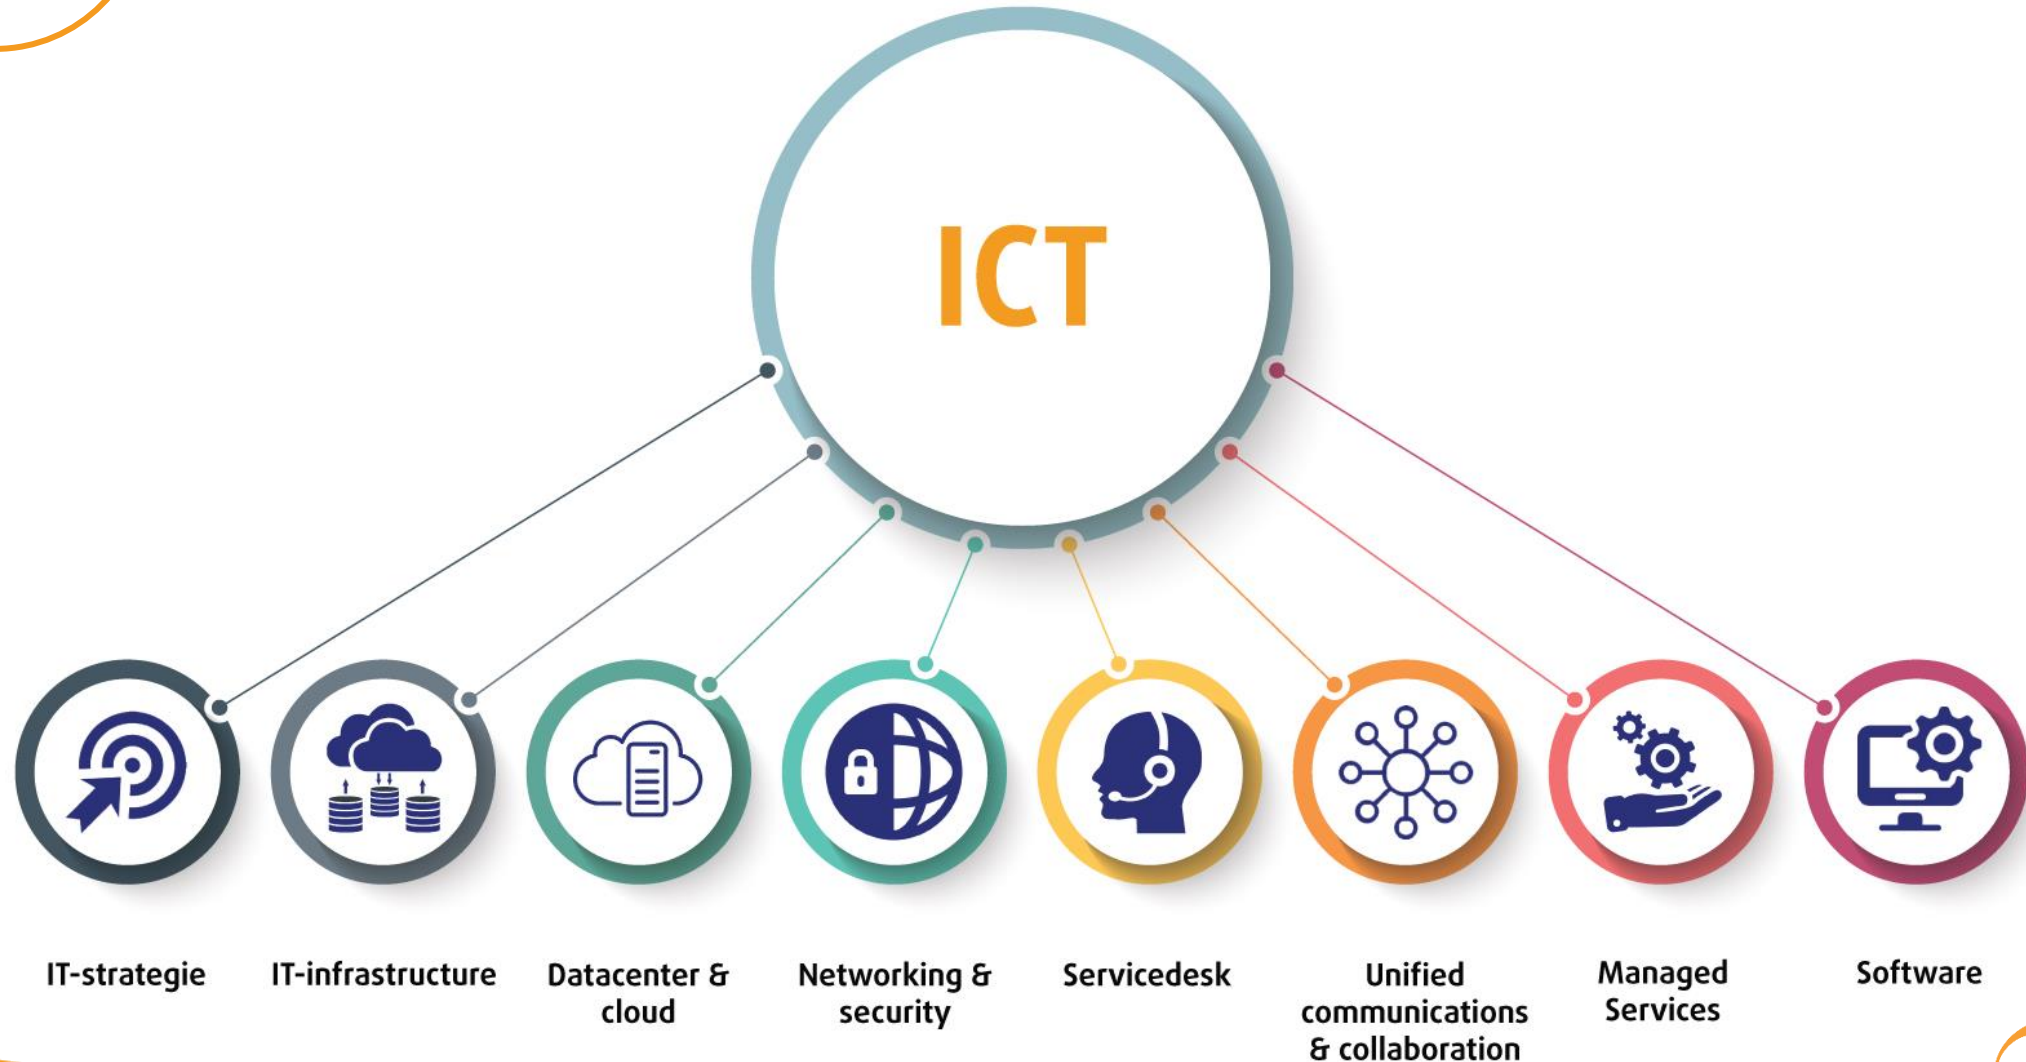 ICT
IT-strategie
IT-infrastructure
Datacenter &
cloud
Networking &
security
Servicedesk
Unified
communications
& collaboration
Managed
Services
Software